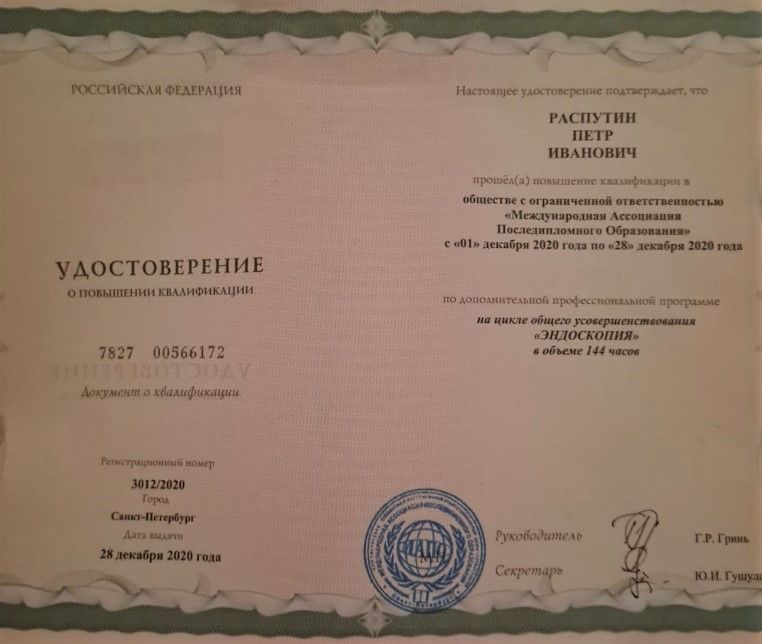 РОССИЙСКАЯ ФЕДЕРАЦИЯ
УДОСТОВЕРЕНИЕ
О ПОВЫШЕНИИ КВАЛИФИКАЦИИ
7827 00566172
Документ о квалификации
Регистрационный номер
3012/2020
Город
Санкт-Петербург
Дата выдачи
28 декабря 2020 года
Настоящее удостоверение подтверждает, что
РАСПУТИН
ПЕТР
ИВАНОВИЧ
прошёл(а) повышение квалификации в
обществе с ограниченной ответственностью
«Международная Ассоциация
Последипломного Образования»
с «01» декабря 2020 года по «28» декабря 2020 года
по дополнительной профессиональной программе
на цикле общего усовершенствования
«ЭНДОСКОПИЯ»
в объеме 144 часов
МАПО
М.П.
Руководитель
Г.Р. Гринь
Секретарь
Ю.И.